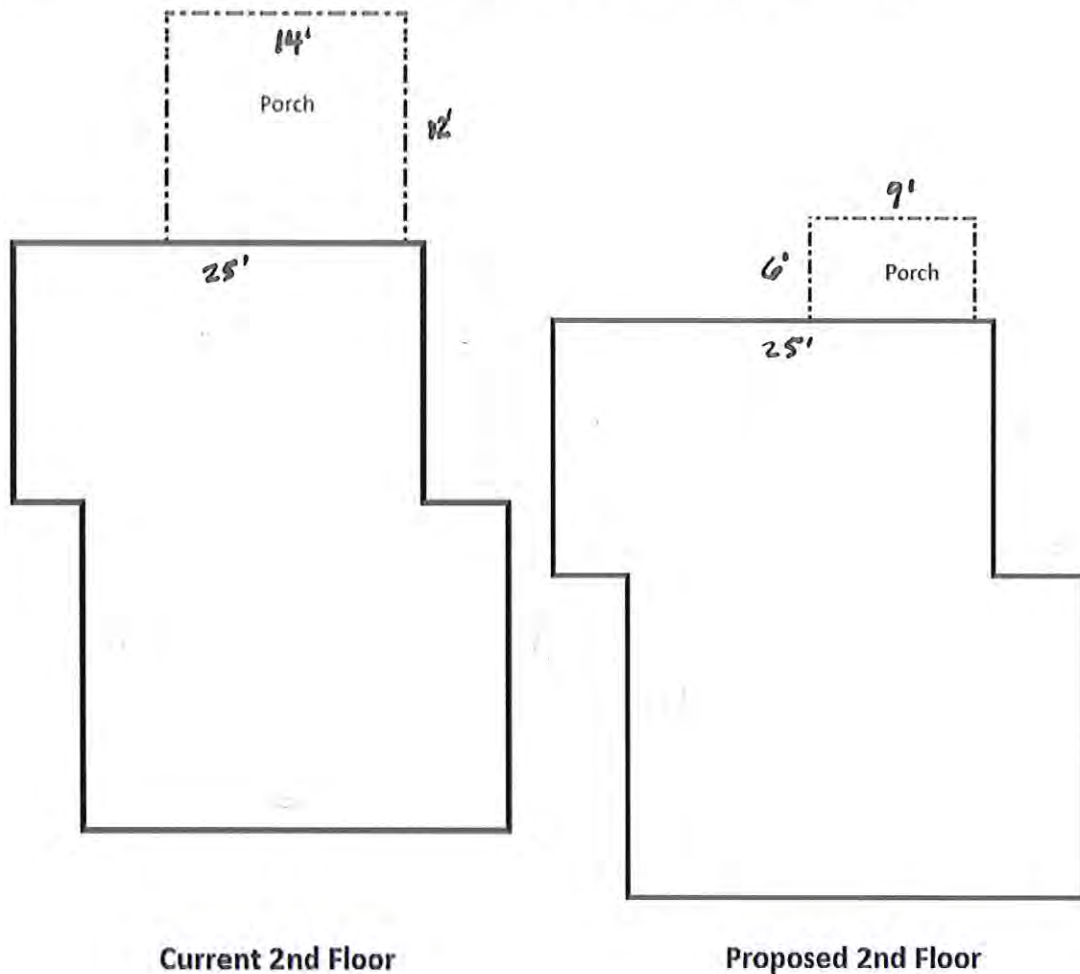 14'
Porch
12'
25'
9'
6'
Porch
25'
Current 2nd Floor
Proposed 2nd Floor